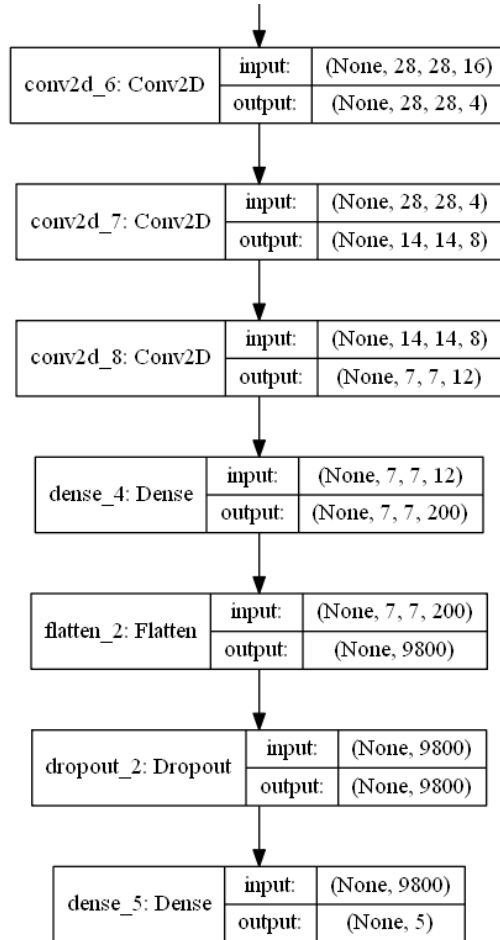 conv2d_6: Conv2D input: (None, 28, 28, 16)
output: (None, 28, 28, 4)
conv2d_7: Conv2D input: (None, 28, 28, 4)
output: (None, 14, 14, 8)
conv2d_8: Conv2D input: (None, 14, 14, 8)
output: (None, 7, 7, 12)
dense_4: Dense input: (None, 7, 7, 12)
output: (None, 7, 7, 200)
flatten_2: Flatten input: (None, 7, 7, 200)
output: (None, 9800)
dropout_2: Dropout input: (None, 9800)
output: (None, 9800)
dense_5: Dense input: (None, 9800)
output: (None, 5)